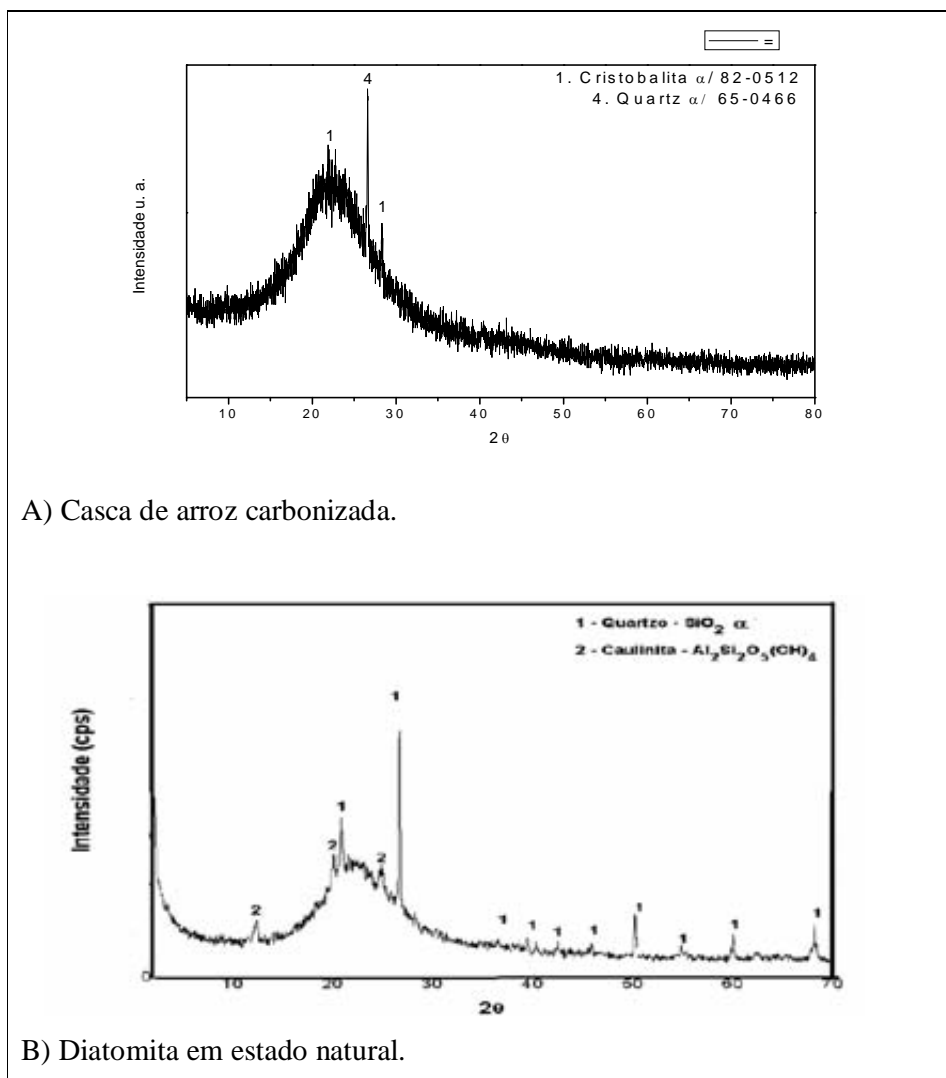 =
1. Cristobalita α/ 82-0512
4. Quartz α/ 65-0466
4
1
1
Intensidade u. a.
10 20 30 40 50 60 70 80
2 θ
A) Casca de arroz carbonizada.
1 - Quartzo - SiO2 α
2 - Caulinita - Al2Si2O5(CH)4
1
1
2
2
2
1 1 1 1 1 1 1 1
Intensidade (cps)
0 10 20 30 40 50 60 70
2θ
B) Diatomita em estado natural.